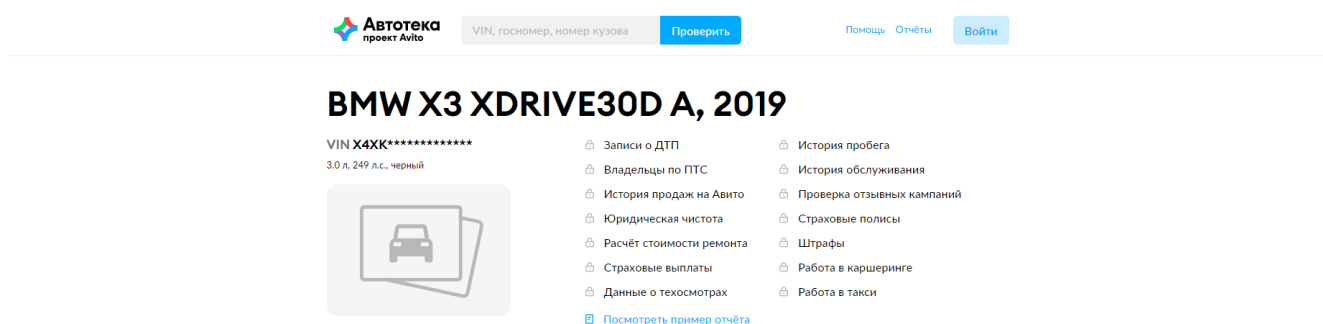 Автотека
проект Avito
VIN, госномер, номер кузова
Проверить
Помощь Отчёты
Войти
BMW X3 XDRIVE30D A, 2019
VIN X4XK*************
3.0 л, 249 л.с., черный
Записи о ДТП
Владельцы по ПТС
История продаж на Авито
Юридическая чистота
Расчёт стоимости ремонта
Страховые выплаты
Данные о техосмотрах
Посмотреть пример отчёта
История пробега
История обслуживания
Проверка отзывных кампаний
Страховые полисы
Штрафы
Работа в каршеринге
Работа в такси